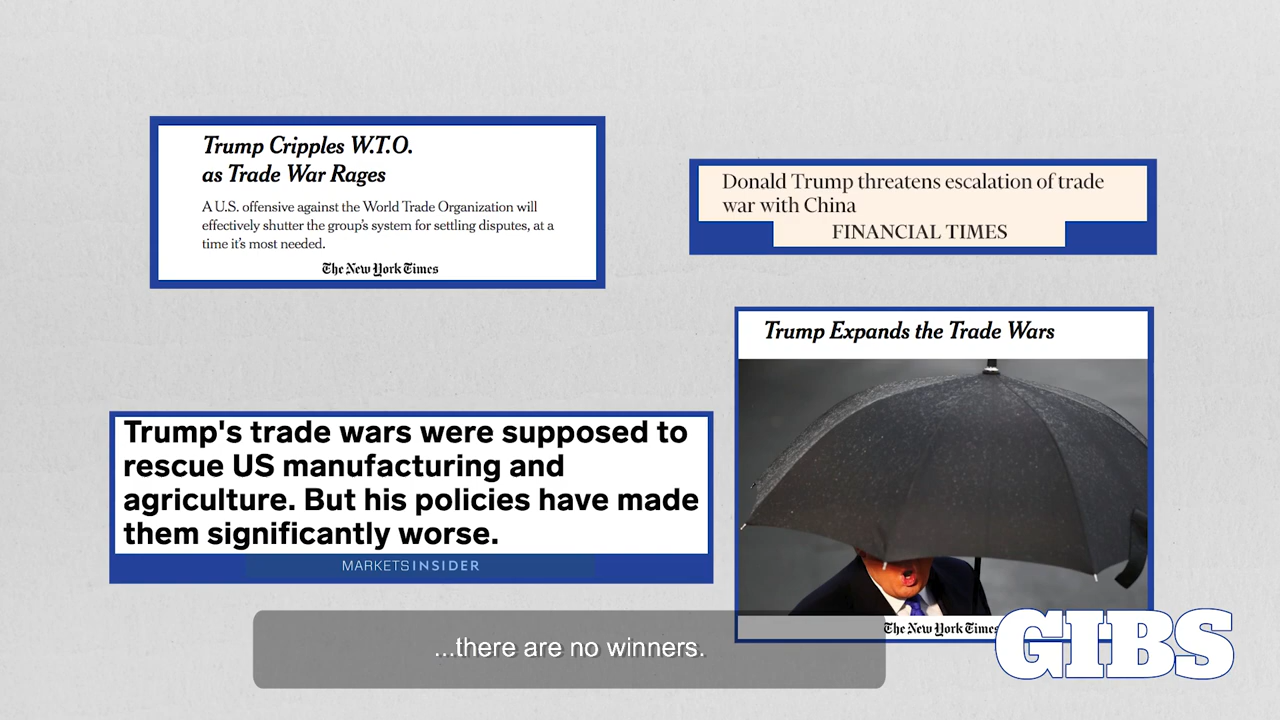 Trump Cripples W.T.O.
as Trade War Rages
A U.S. offensive against the World Trade Organization will
effectively shutter the group's system for settling disputes, at a
time it's most needed.
The New York Times
Donald Trump threatens escalation of trade
war with China
FINANCIAL TIMES
Trump Expands the Trade Wars
The New York Times
Trump's trade wars were supposed to
rescue US manufacturing and
agriculture. But his policies have made
them significantly worse.
MARKETSINSIDER
...there are no winners.
GIBS